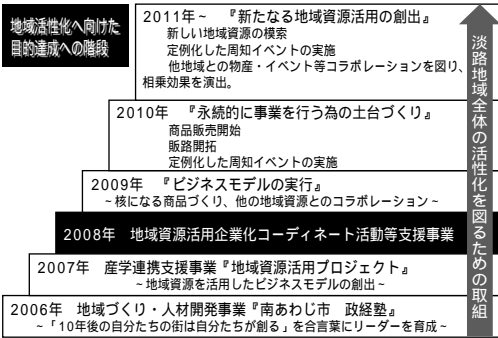 地域活性化へ向けた
目的達成への階段
2011年~ 『新たなる地域資源活用の創出』
新しい地域資源の模索
定例化した周知イベントの実施
他地域との物産・イベント等コラボレーションを図り、
相乗効果を演出。
2010年 『永続的に事業を行う為の土台づくり』
商品販売開始
販路開拓
定例化した周知イベントの実施
2009年 『ビジネスモデルの実行』
~核になる商品づくり、他の地域資源とのコラボレーション~
2008年 地域資源活用企業化コーディネート活動等支援事業
2007年 産学連携支援事業『地域資源活用プロジェクト』
~地域資源を活用したビジネスモデルの創出~
2006年 地域づくり・人材開発事業『南あわじ市 政経塾』
~「10年後の自分たちの街は自分たちが創る」を合言葉にリーダーを育成~
淡路地域全体の活性化を図るための取組